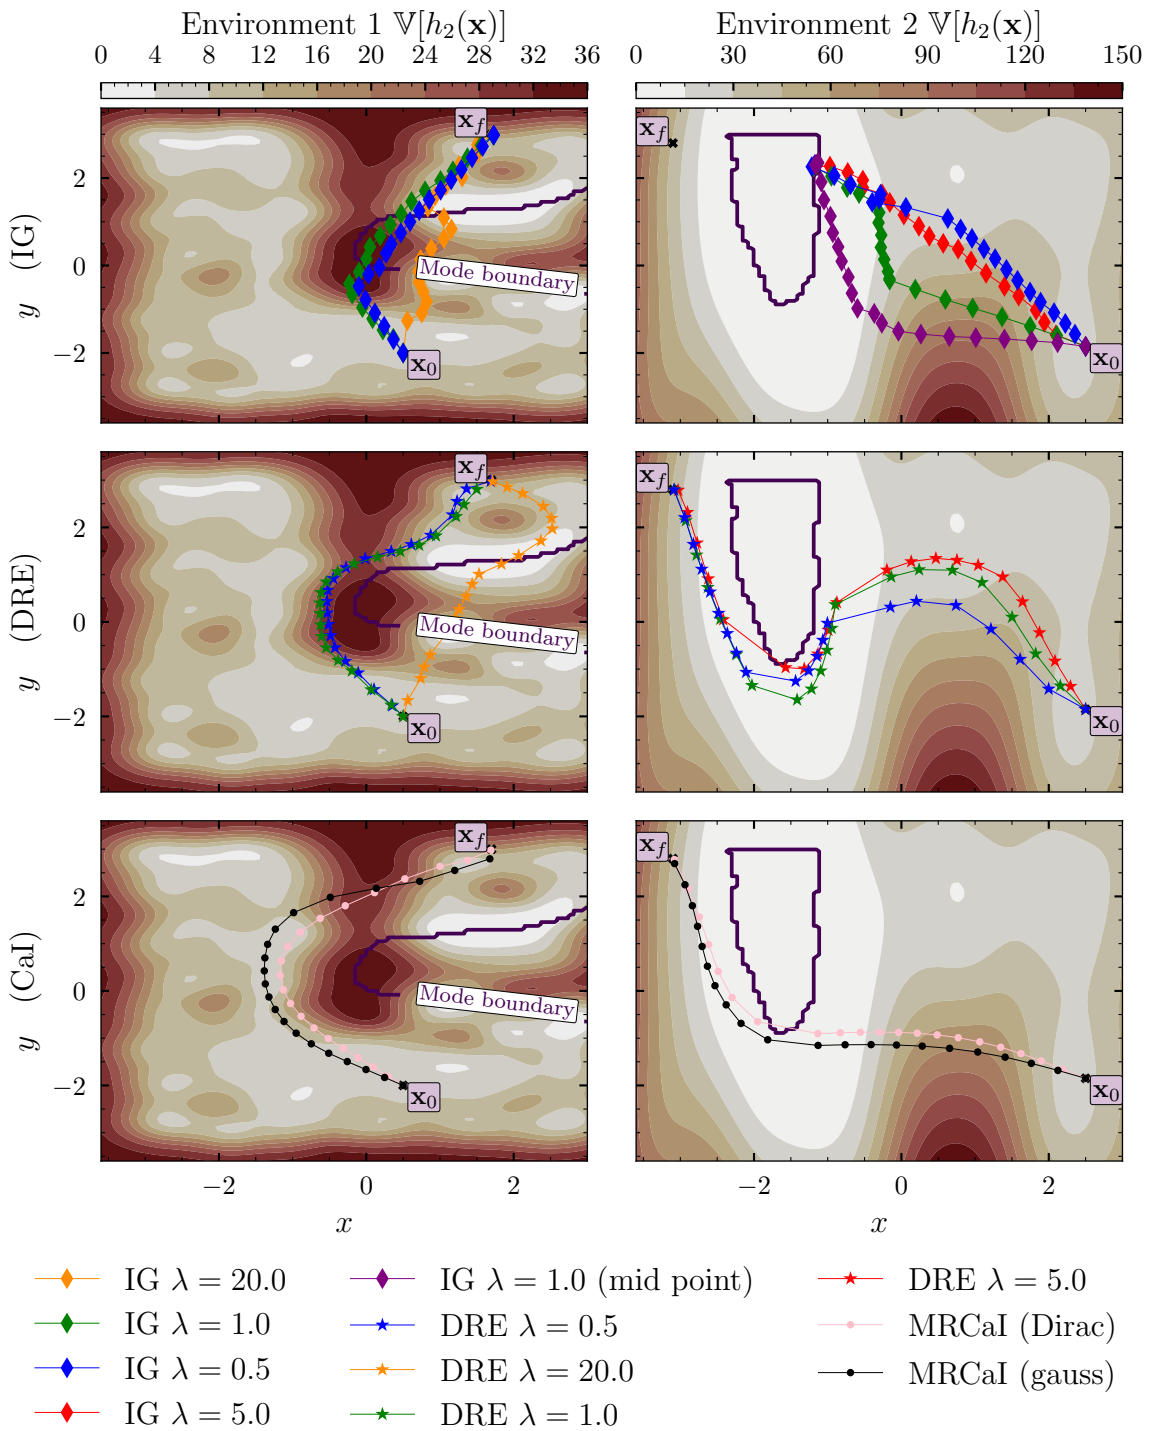 Environment 1 𝕍[h₂(𝐱)]
Environment 2 𝕍[h₂(𝐱)]
0 4 8 12 16 20 24 28 32 36
0 30 60 90 120 150
y (IG)
2
0
−2
x_f
Mode boundary
x₀
x_f
x₀
y (DRE)
2
0
−2
x_f
Mode boundary
x₀
x_f
x₀
y (CaI)
2
0
−2
x_f
Mode boundary
x₀
x_f
x₀
−2 0 2
−2 0 2
x
x
IG λ = 20.0
IG λ = 1.0
IG λ = 0.5
IG λ = 5.0
IG λ = 1.0 (mid point)
DRE λ = 0.5
DRE λ = 20.0
DRE λ = 1.0
DRE λ = 5.0
MRCaI (Dirac)
MRCaI (gauss)